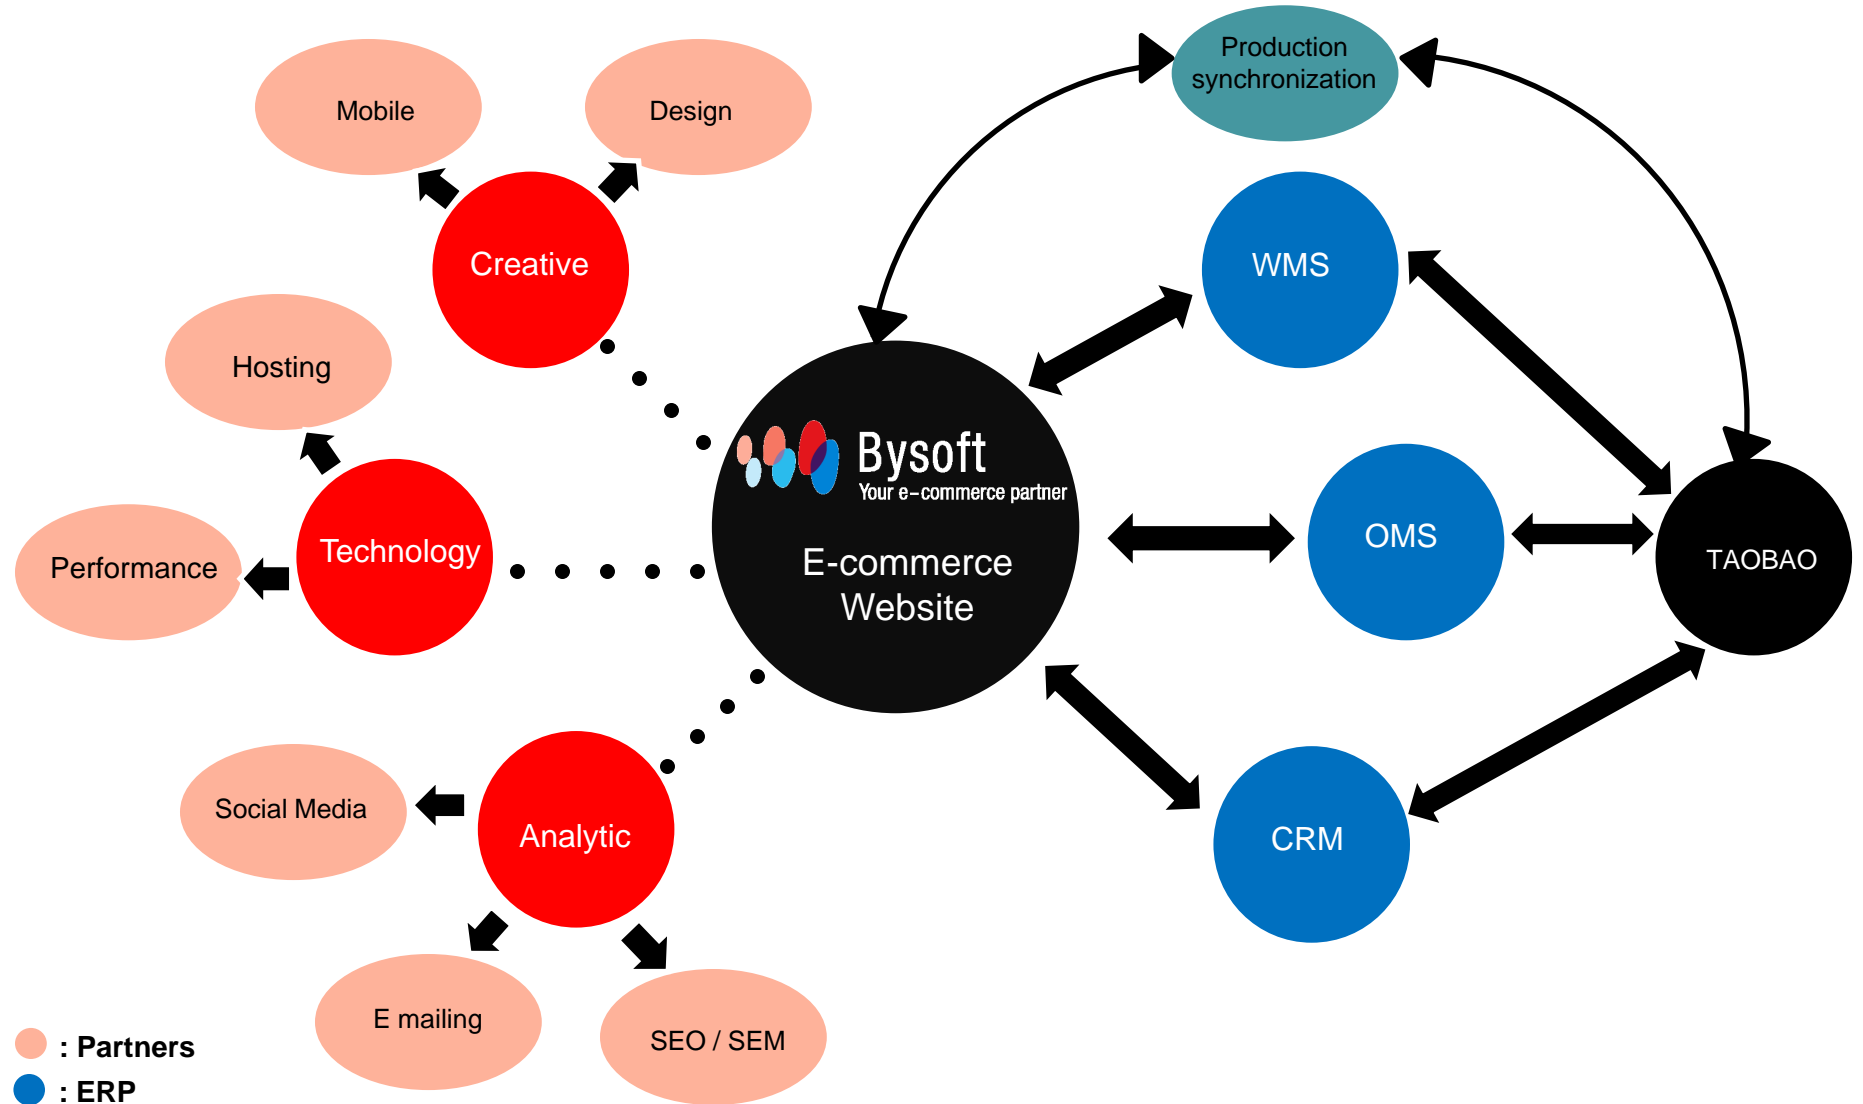 Production
synchronization
Mobile
Design
Creative
WMS
Hosting
Bysoft
Your e-commerce partner
Technology
Performance
E-commerce
Website
OMS
TAOBAO
Social Media
Analytic
CRM
E mailing
SEO / SEM
: Partners
: ERP